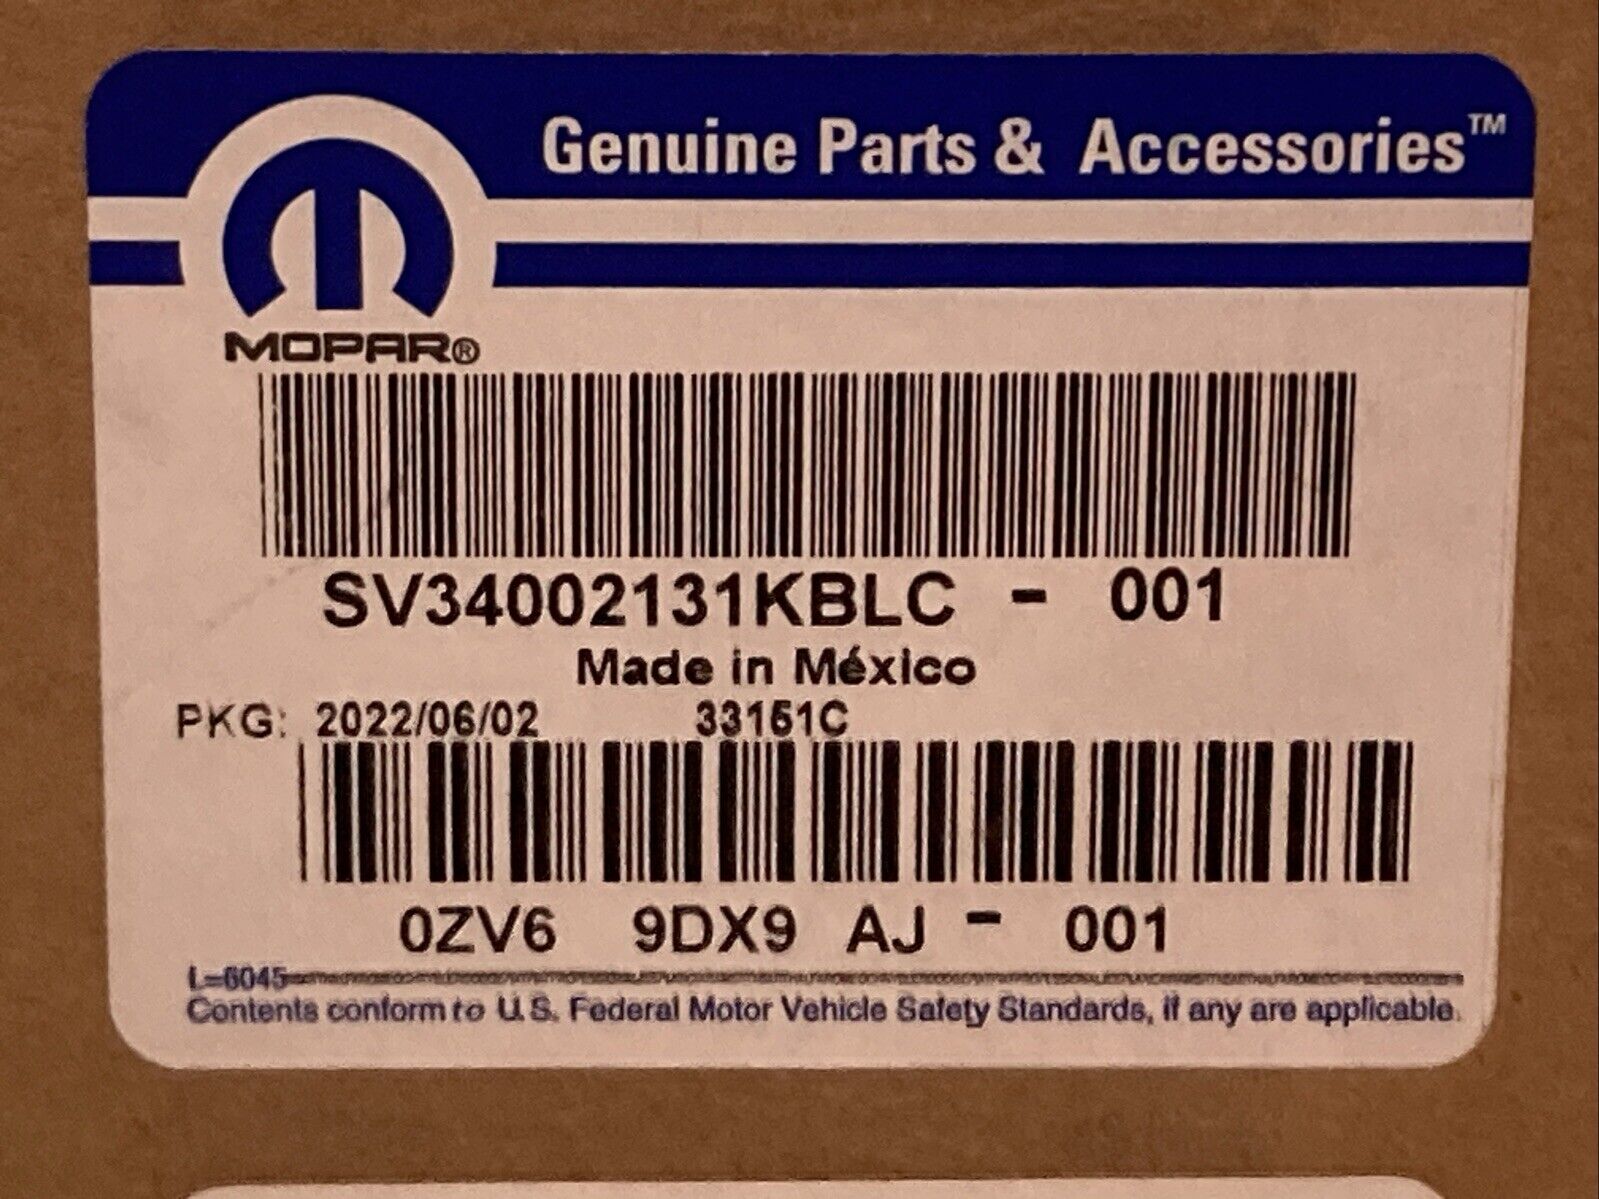 Genuine Parts & Accessories™
MOPAR®
SV34002131KBLC - 001
Made in México
PKG: 2022/06/02 33151C
0ZV6 9DX9 AJ - 001
L=6045
Contents conform to U.S. Federal Motor Vehicle Safety Standards, if any are applicable.